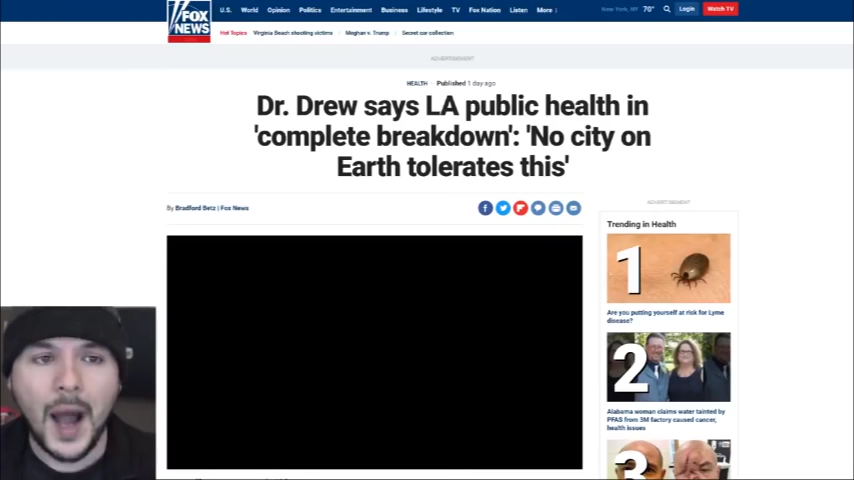 FOX
NEWS
U.S. World Opinion Politics Entertainment Business Lifestyle TV Fox Nation Listen More
New York, NY 70° Login Watch TV
Hot Topics Virginia Beach shooting victims Meghan v. Trump Secret car collection
ADVERTISEMENT
HEALTH Published 1 day ago
Dr. Drew says LA public health in
'complete breakdown': 'No city on
Earth tolerates this'
By Bradford Betz | Fox News
ADVERTISEMENT
Trending in Health
1
Are you putting yourself at risk for Lyme
disease?
2
Alabama woman claims water tainted by
PFAS from 3M factory caused cancer,
health issues
3